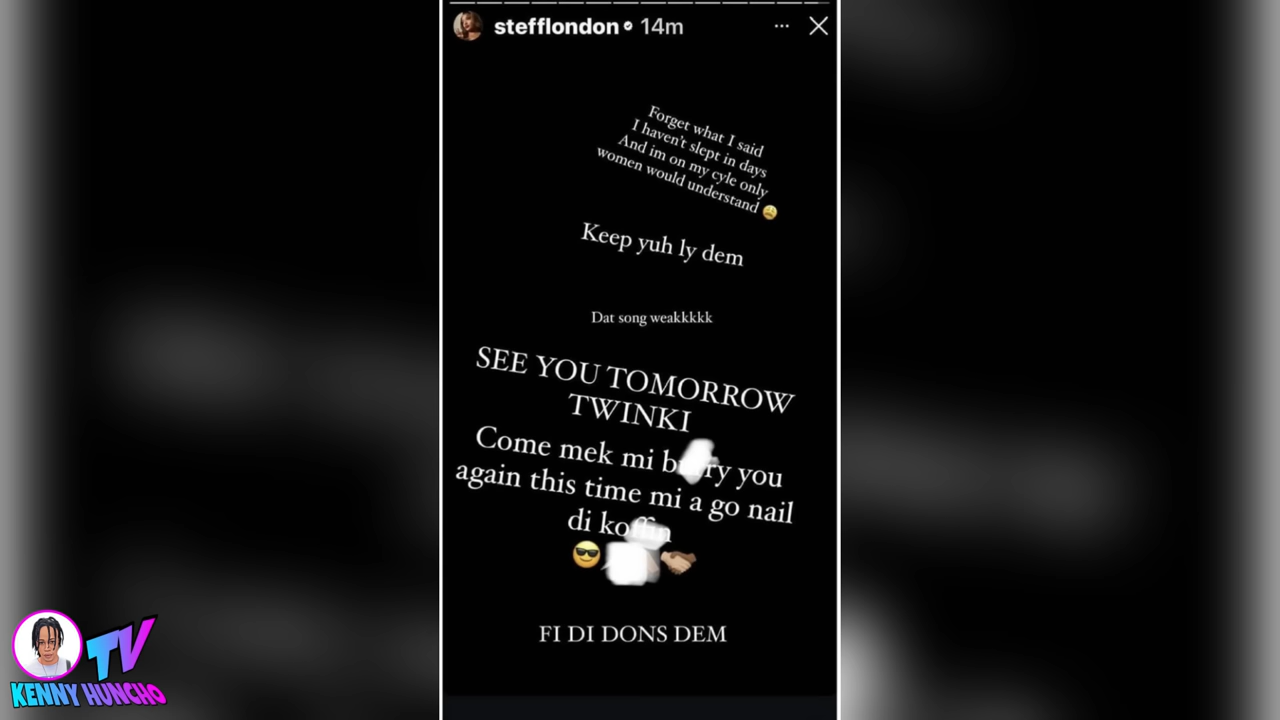 stefflondon 14m
Forget what I said
I haven't slept in days
And im on my cyle only
women would understand 😩
Keep yuh ly dem
Dat song weakkkkk
SEE YOU TOMORROW
TWINKI
Come mek mi you
again this time mi a go nail
di koffin
😎 🤝
FI DI DONS DEM
TV
KENNY HUNCHO